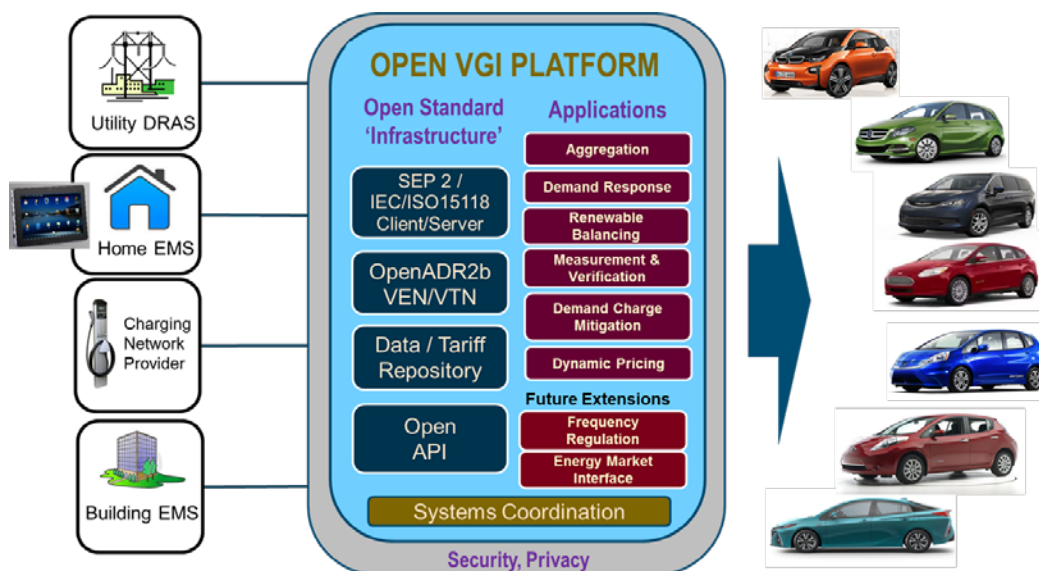 Utility DRAS
Home EMS
Charging
Network
Provider
Building EMS
OPEN VGI PLATFORM
Open Standard
‘Infrastructure’
SEP 2 /
IEC/ISO15118
Client/Server
OpenADR2b
VEN/VTN
Data / Tariff
Repository
Open
API
Applications
Aggregation
Demand Response
Renewable
Balancing
Measurement &
Verification
Demand Charge
Mitigation
Dynamic Pricing
Future Extensions
Frequency
Regulation
Energy Market
Interface
Systems Coordination
Security, Privacy